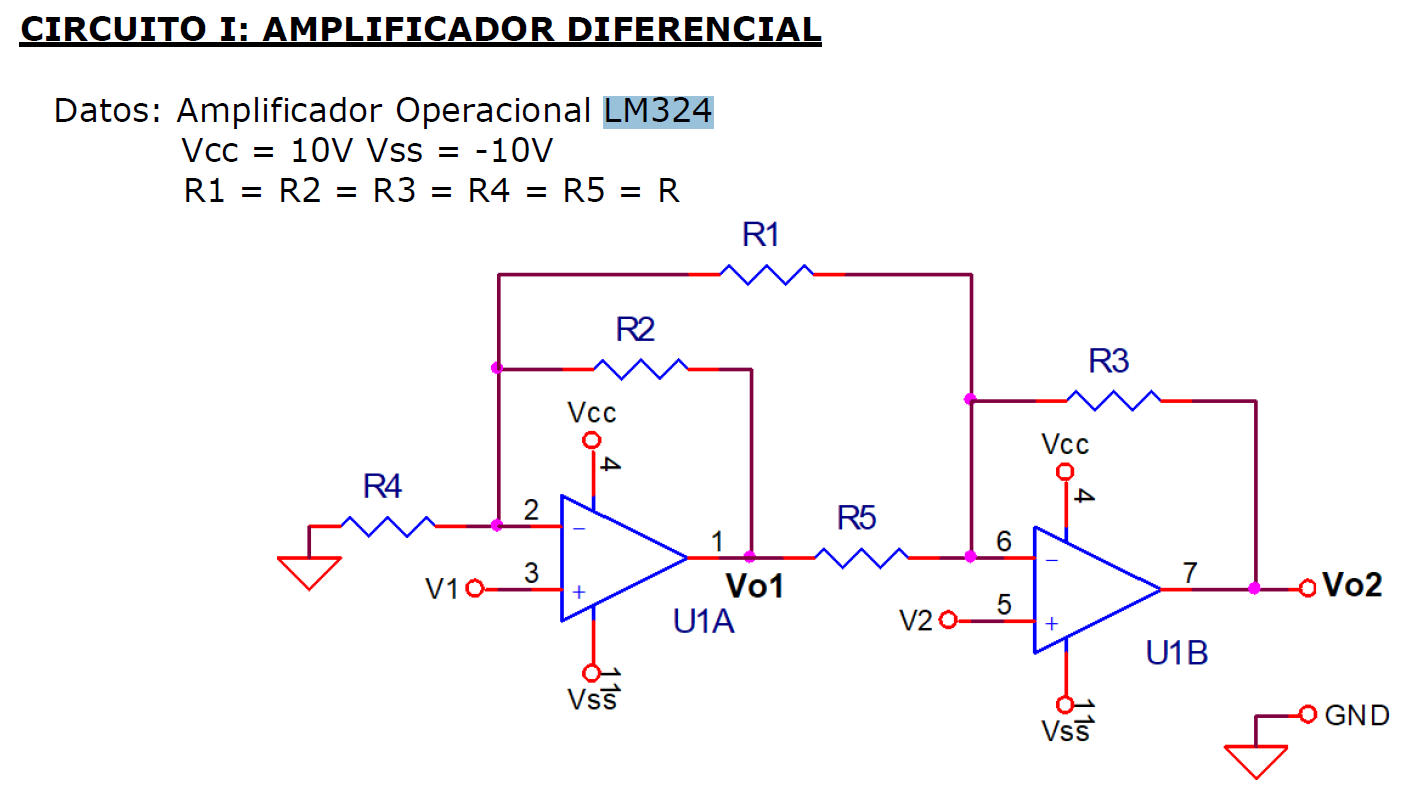 CIRCUITO I: AMPLIFICADOR DIFERENCIAL
Datos: Amplificador Operacional LM324
Vcc = 10V Vss = -10V
R1 = R2 = R3 = R4 = R5 = R
R1
R2
R3
Vcc
4
Vcc
4
R4
2
−
1
R5
6
−
7
V1
3
+
Vo1
U1A
V2
5
+
Vo2
U1B
11
Vss
11
Vss
GND